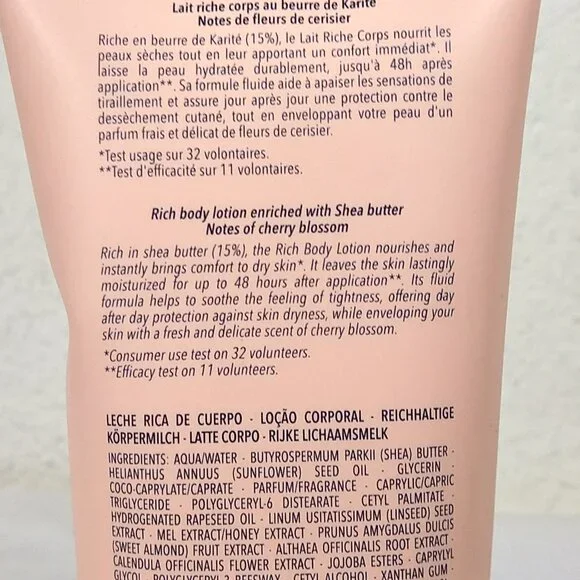 Lait riche corps au beurre de Karité
Notes de fleurs de cerisier
Riche en beurre de Karité (15%), le Lait Riche Corps nourrit les
peaux sèches tout en leur apportant un confort immédiat*. Il
laisse la peau hydratée durablement, jusqu'à 48h après
application**. Sa formule fluide aide à apaiser les sensations de
tiraillement et assure jour après jour une protection contre le
dessèchement cutané, tout en enveloppant votre peau d'un
parfum frais et délicat de fleurs de cerisier.
*Test usage sur 32 volontaires.
**Test d'efficacité sur 11 volontaires.
Rich body lotion enriched with Shea butter
Notes of cherry blossom
Rich in shea butter (15%), the Rich Body Lotion nourishes and
instantly brings comfort to dry skin*. It leaves the skin lastingly
moisturized for up to 48 hours after application**. Its fluid
formula helps to soothe the feeling of tightness, offering day
after day protection against skin dryness, while enveloping your
skin with a fresh and delicate scent of cherry blossom.
*Consumer use test on 32 volunteers.
**Efficacy test on 11 volunteers.
LECHE RICA DE CUERPO · LOÇÃO CORPORAL · REICHHALTIGE
KÖRPERMILCH · LATTE CORPO · RIJKE LICHAAMSMELK
INGREDIENTS: AQUA/WATER · BUTYROSPERMUM PARKII (SHEA) BUTTER ·
HELIANTHUS ANNUUS (SUNFLOWER) SEED OIL · GLYCERIN ·
COCO-CAPRYLATE/CAPRATE · PARFUM/FRAGRANCE · CAPRYLIC/CAPRIC
TRIGLYCERIDE · POLYGLYCERYL-6 DISTEARATE · CETYL PALMITATE ·
HYDROGENATED RAPESEED OIL · LINUM USITATISSIMUM (LINSEED) SEED
EXTRACT · MEL EXTRACT/HONEY EXTRACT · PRUNUS AMYGDALUS DULCIS
(SWEET ALMOND) FRUIT EXTRACT · ALTHAEA OFFICINALIS ROOT EXTRACT ·
CALENDULA OFFICINALIS FLOWER EXTRACT · JOJOBA ESTERS · CAPRYLYL
GLYCOL · POLYGLYCERYL-3 BEESWAX · CETYL ALCOHOL · XANTHAN GUM ·